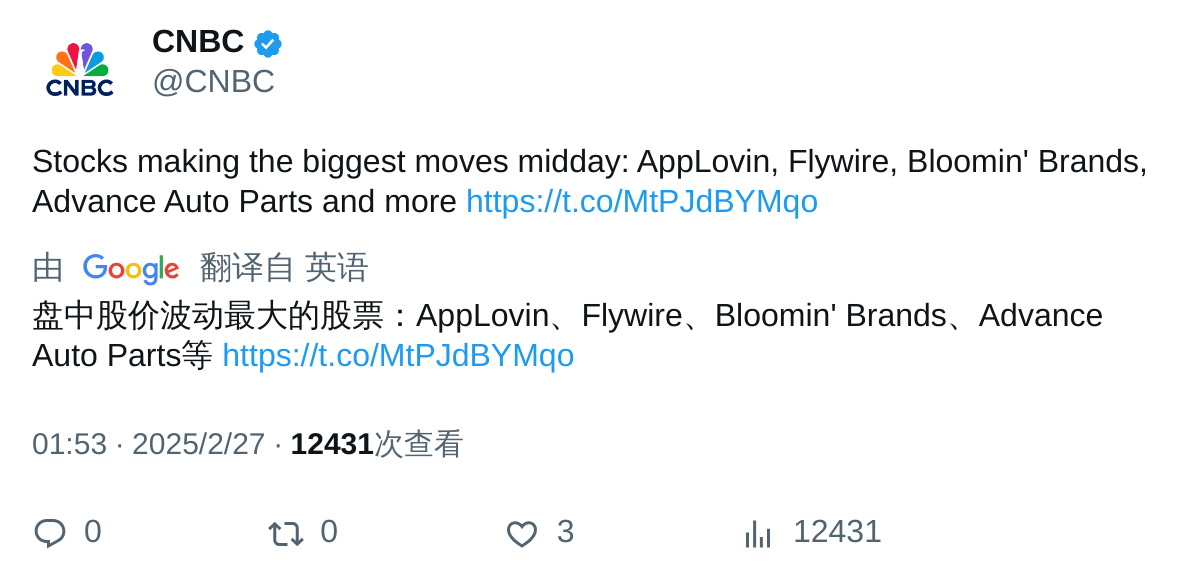 CNBC
CNBC
@CNBC
Stocks making the biggest moves midday: AppLovin, Flywire, Bloomin' Brands,
Advance Auto Parts and more https://t.co/MtPJdBYMqo
由 Google 翻译自 英语
盘中股价波动最大的股票：AppLovin、Flywire、Bloomin' Brands、Advance
Auto Parts等 https://t.co/MtPJdBYMqo
01:53 · 2025/2/27 · 12431次查看
0 0 3 12431